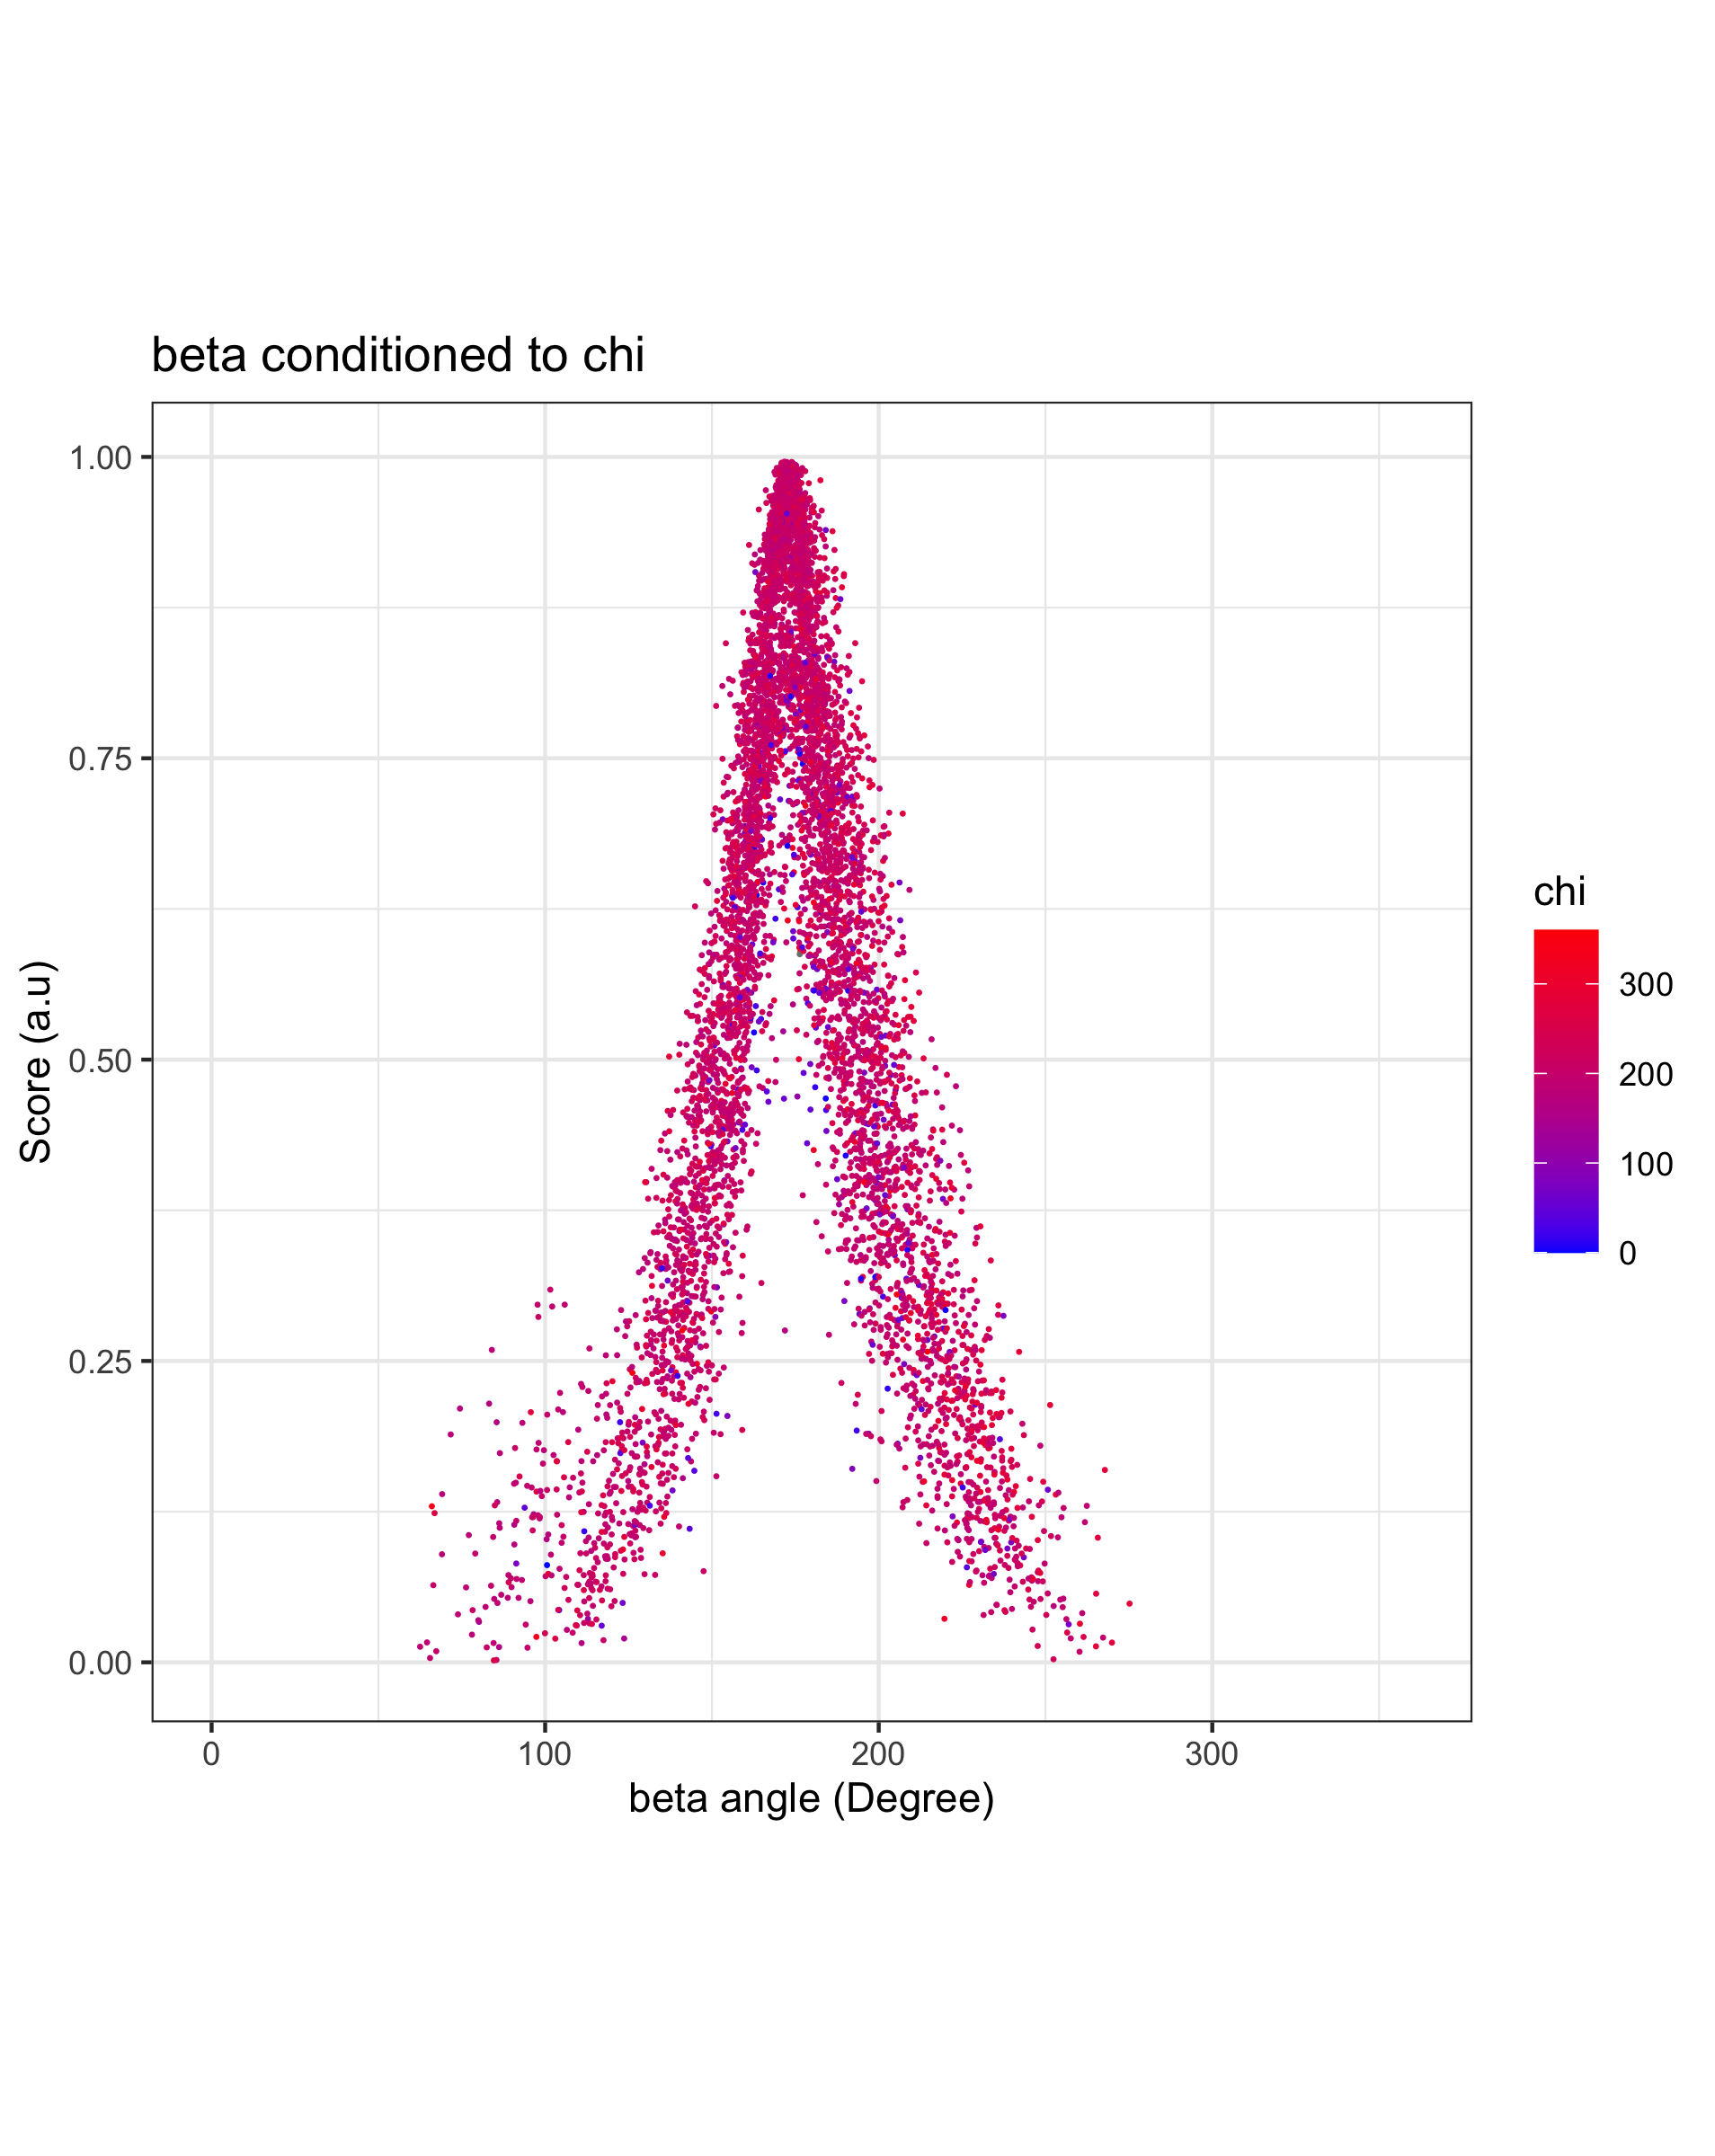 beta conditioned to chi
1.00
0.75
0.50
0.25
0.00
Score (a.u)
0 100 200 300
beta angle (Degree)
chi
300
200
100
0